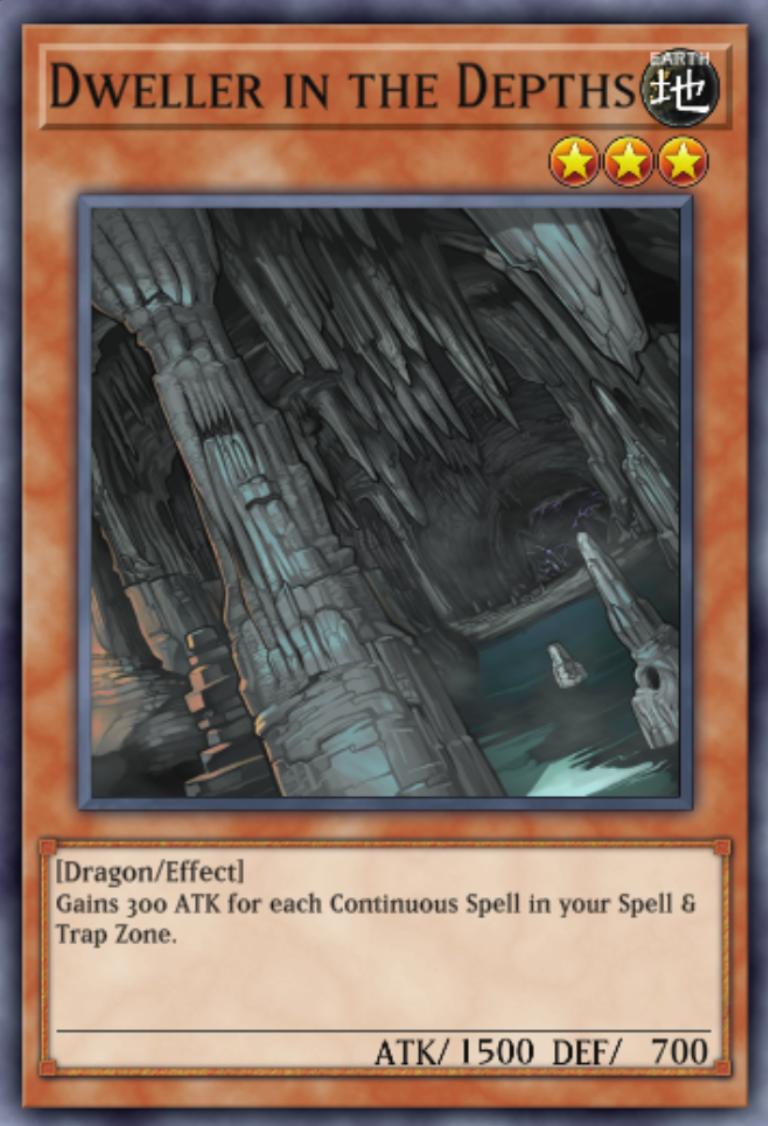 Dweller in the Depths
EARTH
地
[Dragon/Effect]
Gains 300 ATK for each Continuous Spell in your Spell &
Trap Zone.
ATK/ 1500 DEF/ 700